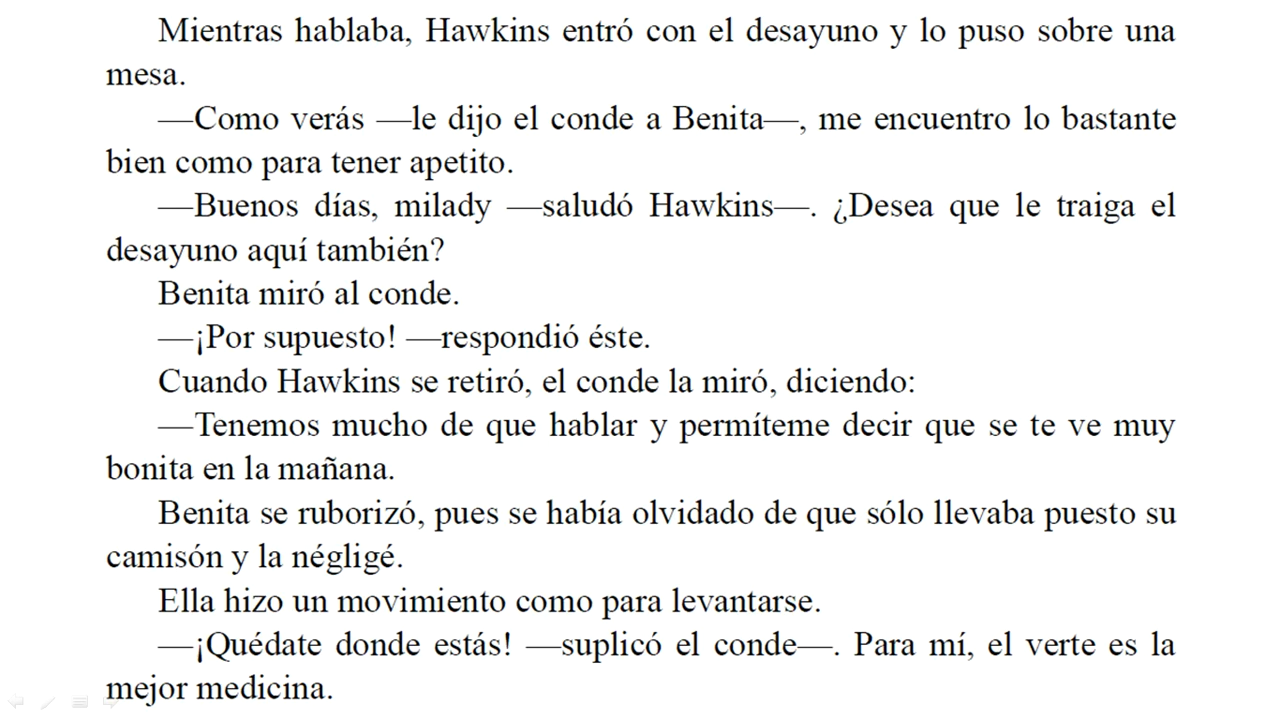 Mientras hablaba, Hawkins entró con el desayuno y lo puso sobre una
mesa.
—Como verás —le dijo el conde a Benita—, me encuentro lo bastante
bien como para tener apetito.
—Buenos días, milady —saludó Hawkins—. ¿Desea que le traiga el
desayuno aquí también?
Benita miró al conde.
—¡Por supuesto! —respondió éste.
Cuando Hawkins se retiró, el conde la miró, diciendo:
—Tenemos mucho de que hablar y permíteme decir que se te ve muy
bonita en la mañana.
Benita se ruborizó, pues se había olvidado de que sólo llevaba puesto su
camisón y la négligé.
Ella hizo un movimiento como para levantarse.
—¡Quédate donde estás! —suplicó el conde—. Para mí, el verte es la
mejor medicina.